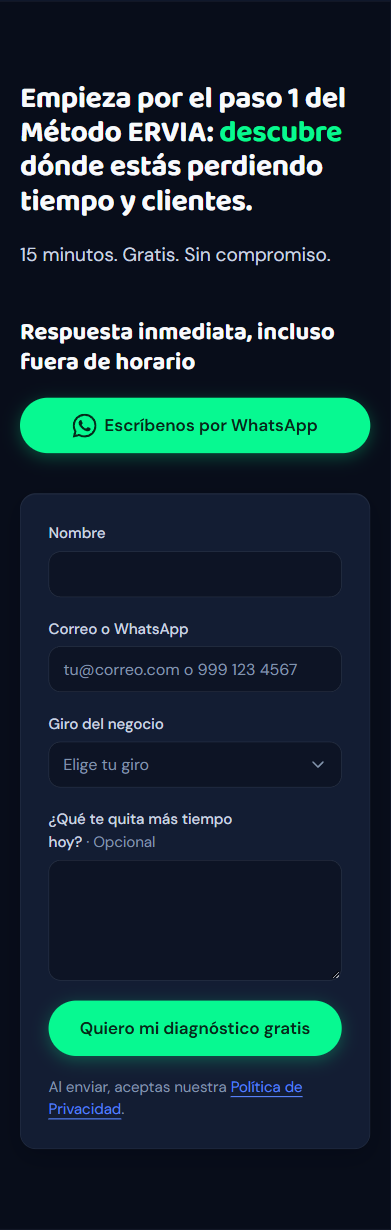 Empieza por el paso 1 del
Método ERVIA: descubre
dónde estás perdiendo
tiempo y clientes.
15 minutos. Gratis. Sin compromiso.
Respuesta inmediata, incluso
fuera de horario
Escríbenos por WhatsApp
Nombre
Correo o WhatsApp
tu@correo.com o 999 123 4567
Giro del negocio
Elige tu giro
¿Qué te quita más tiempo
hoy? · Opcional
Quiero mi diagnóstico gratis
Al enviar, aceptas nuestra Política de
Privacidad.